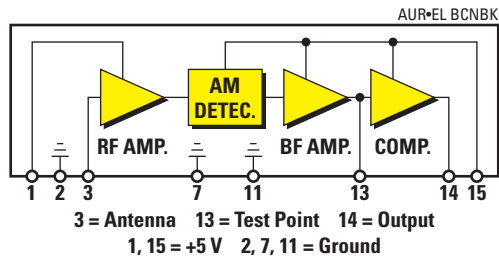 AUR•EL BCNBK
AM
DETEC.
RF AMP.
BF AMP.
COMP.
1 2 3 7 11 13 14 15
3 = Antenna 13 = Test Point 14 = Output
1, 15 = +5 V 2, 7, 11 = Ground